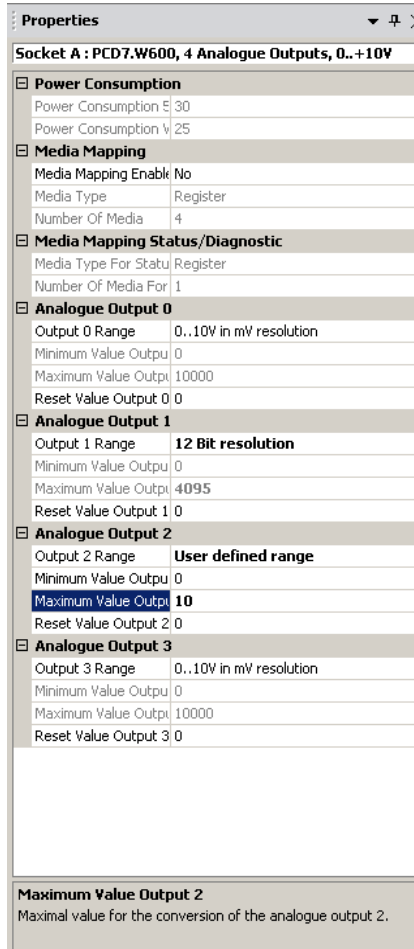 Properties
Socket A : PCD7.W600, 4 Analogue Outputs, 0..+10V
Power Consumption
Power Consumption 5 30
Power Consumption V 25
Media Mapping
Media Mapping Enable No
Media Type Register
Number Of Media 4
Media Mapping Status/Diagnostic
Media Type For Statu Register
Number Of Media For 1
Analogue Output 0
Output 0 Range 0..10V in mV resolution
Minimum Value Outpu 0
Maximum Value Outpu 10000
Reset Value Output 0 0
Analogue Output 1
Output 1 Range 12 Bit resolution
Minimum Value Outpu 0
Maximum Value Outpu 4095
Reset Value Output 1 0
Analogue Output 2
Output 2 Range User defined range
Minimum Value Outpu 0
Maximum Value Outpu 10
Reset Value Output 2 0
Analogue Output 3
Output 3 Range 0..10V in mV resolution
Minimum Value Outpu 0
Maximum Value Outpu 10000
Reset Value Output 3 0
Maximum Value Output 2
Maximal value for the conversion of the analogue output 2.